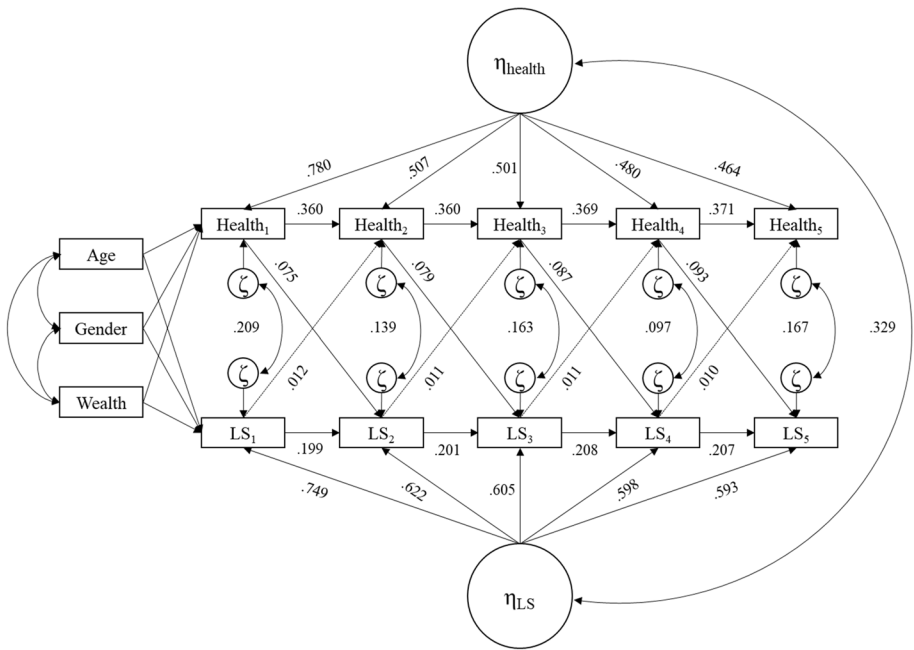 ηhealth
.780
.507
.501
.480
.464
Health1
.360
Health2
.360
Health3
.369
Health4
.371
Health5
Age
Gender
Wealth
ζ
.075
ζ
.079
ζ
.087
ζ
.093
ζ
.209
.139
.163
.097
.167
.329
ζ
.012
ζ
.011
ζ
.011
ζ
.010
ζ
LS1
.199
LS2
.201
LS3
.208
LS4
.207
LS5
.749
.622
.605
.598
.593
ηLS